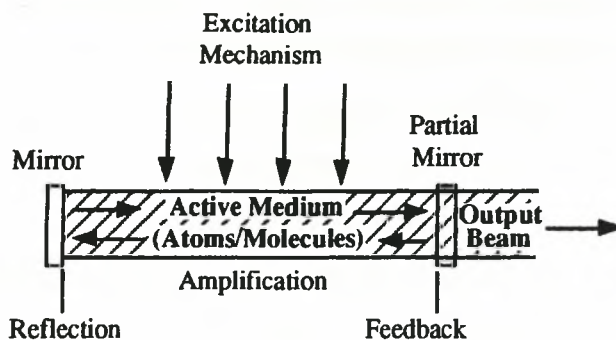 Excitation
Mechanism
Partial
Mirror
Mirror
Active Medium
(Atoms/Molecules)
Output
Beam
Amplification
Reflection
Feedback